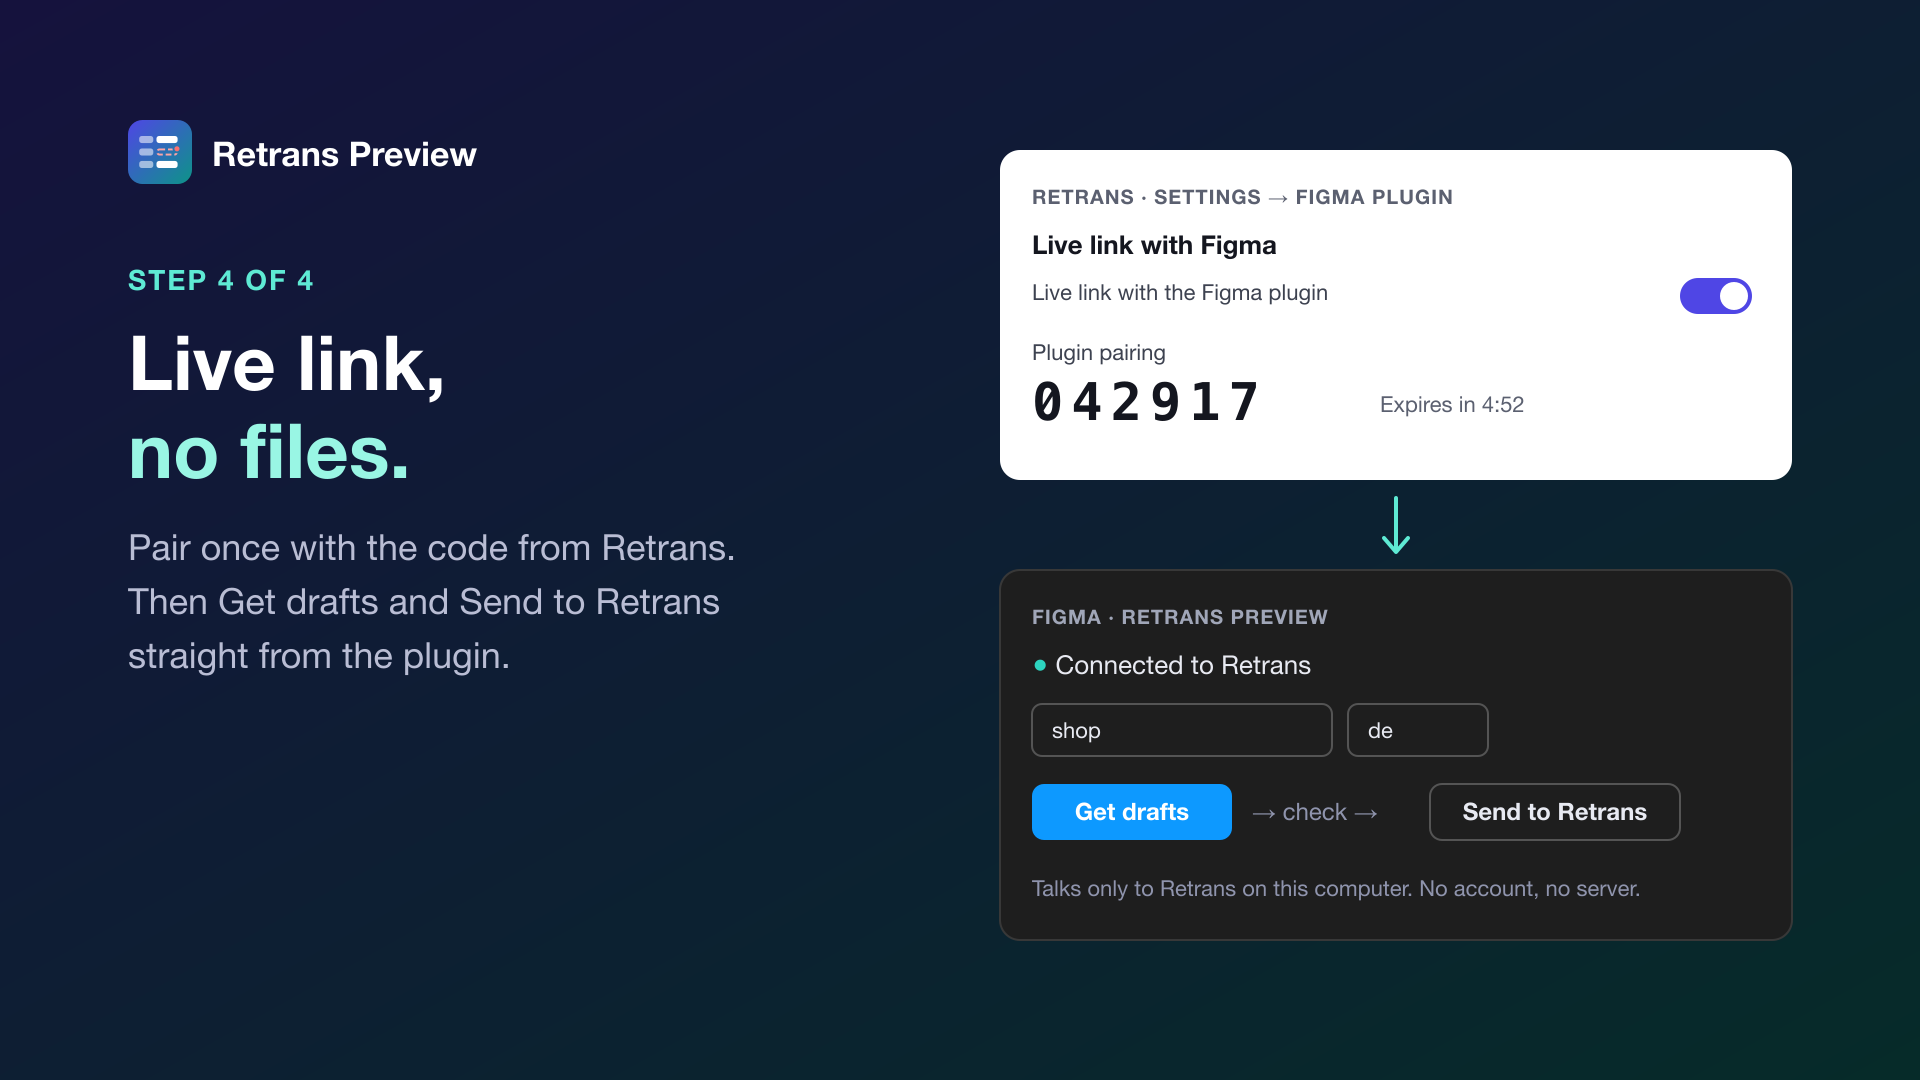 Retrans Preview
STEP 4 OF 4
Live link,
no files.
Pair once with the code from Retrans.
Then Get drafts and Send to Retrans
straight from the plugin.
RETRANS · SETTINGS → FIGMA PLUGIN
Live link with Figma
Live link with the Figma plugin
Plugin pairing
042917
Expires in 4:52
FIGMA · RETRANS PREVIEW
Connected to Retrans
shop
de
Get drafts
→ check →
Send to Retrans
Talks only to Retrans on this computer. No account, no server.